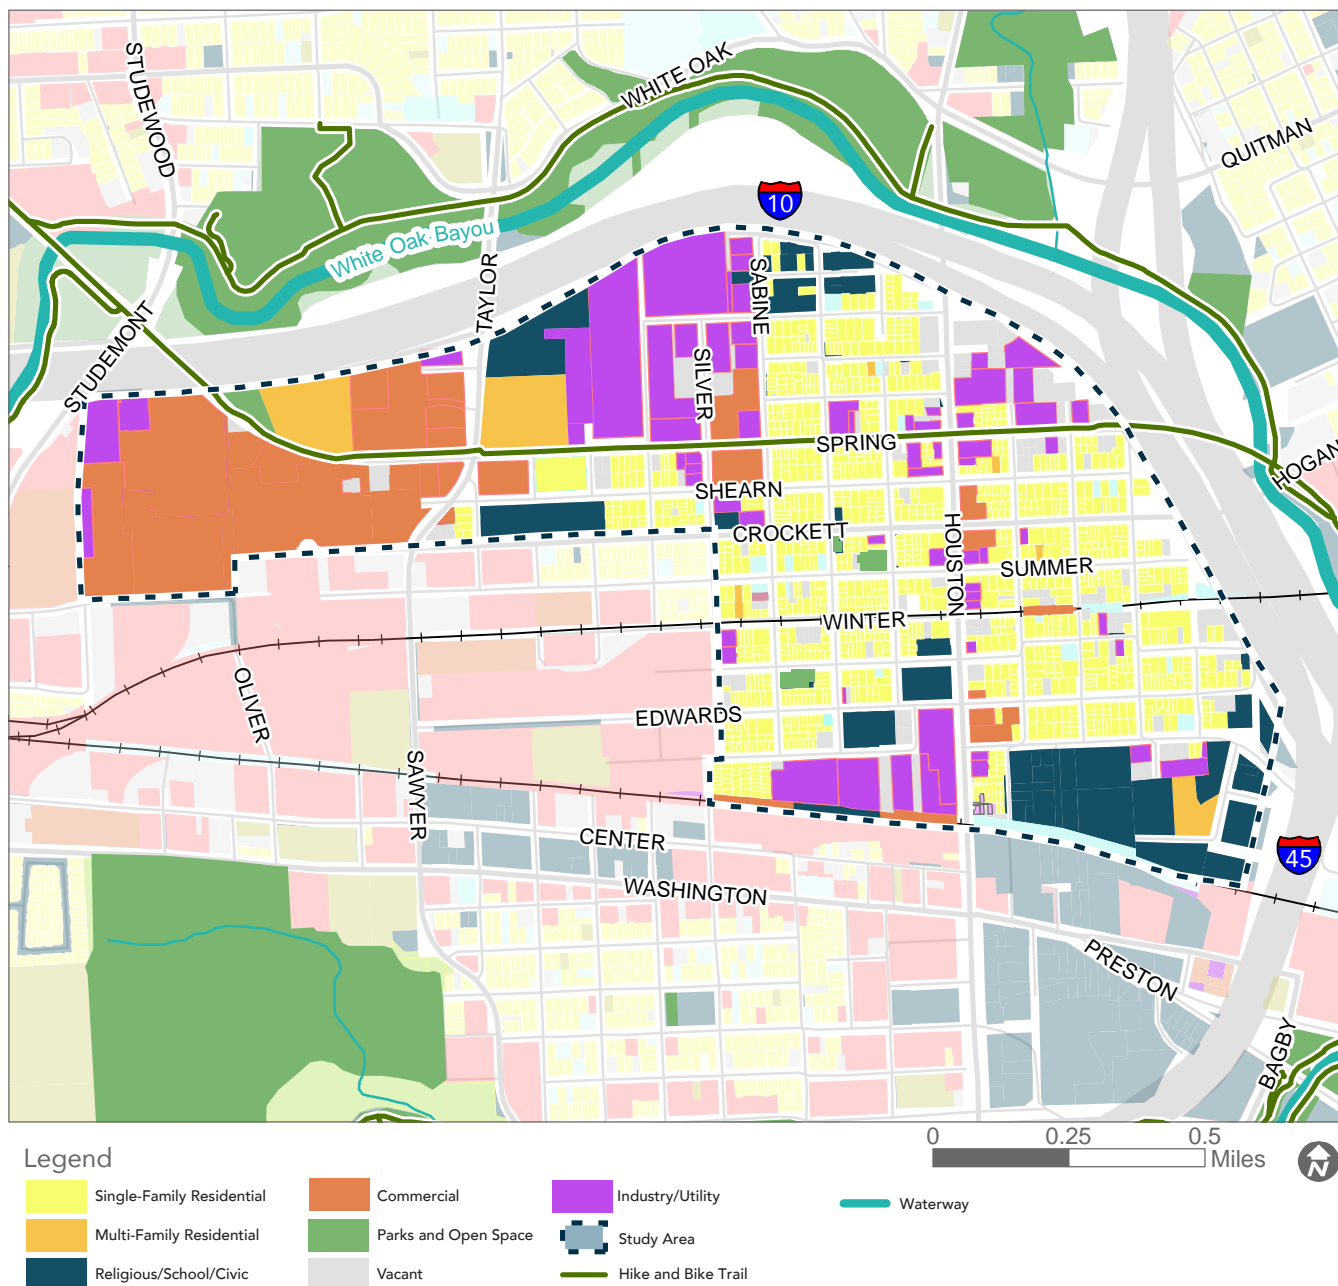 STUDEWOOD
WHITE OAK
QUITMAN
10
White Oak Bayou
TAYLOR
STUDEMONT
SABINE
SILVER
SPRING
HOGAN
SHEARN
CROCKETT
HOUSTON
SUMMER
WINTER
OLIVER
EDWARDS
SAWYER
CENTER
WASHINGTON
45
PRESTON
BAGBY
0 0.25 0.5
Miles
N
Legend
Single-Family Residential
Commercial
Industry/Utility
Waterway
Multi-Family Residential
Parks and Open Space
Study Area
Religious/School/Civic
Vacant
Hike and Bike Trail